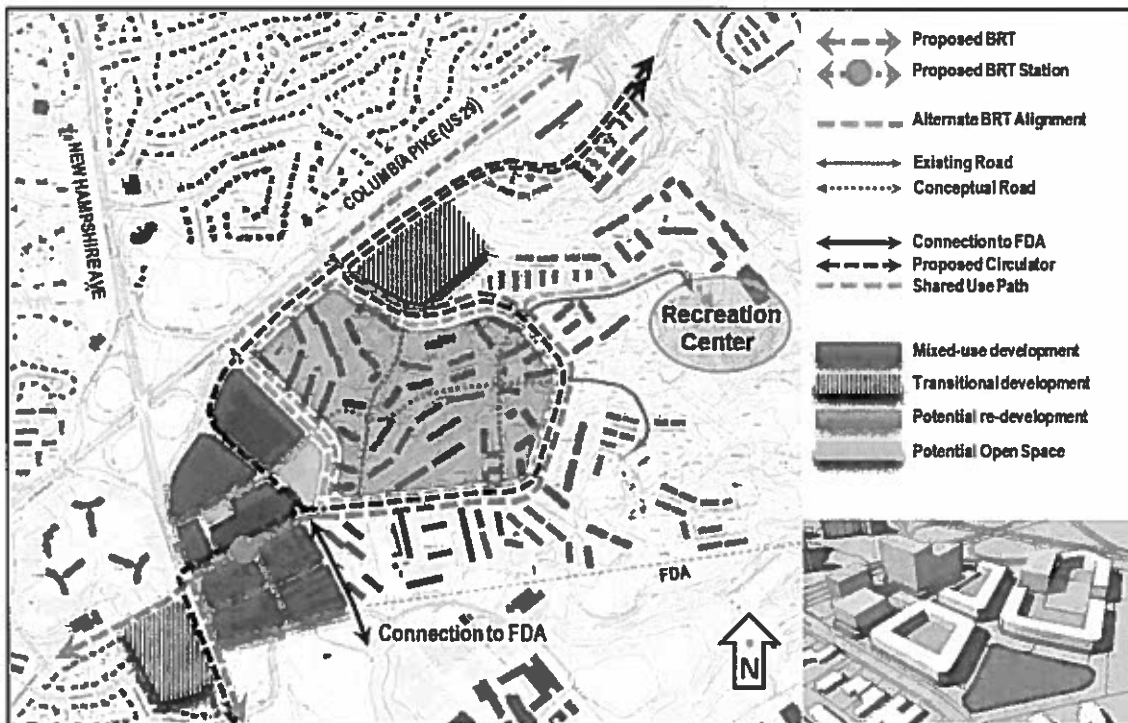 NEW HAMPSHIRE AVE
COLUMBIA PIKE (US 29)
Recreation
Center
FDA
Connection to FDA
N
Proposed BRT
Proposed BRT Station
Alternate BRT Alignment
Existing Road
Conceptual Road
Connection to FDA
Proposed Circulator
Shared Use Path
Mixed-use development
Transitional development
Potential re-development
Potential Open Space